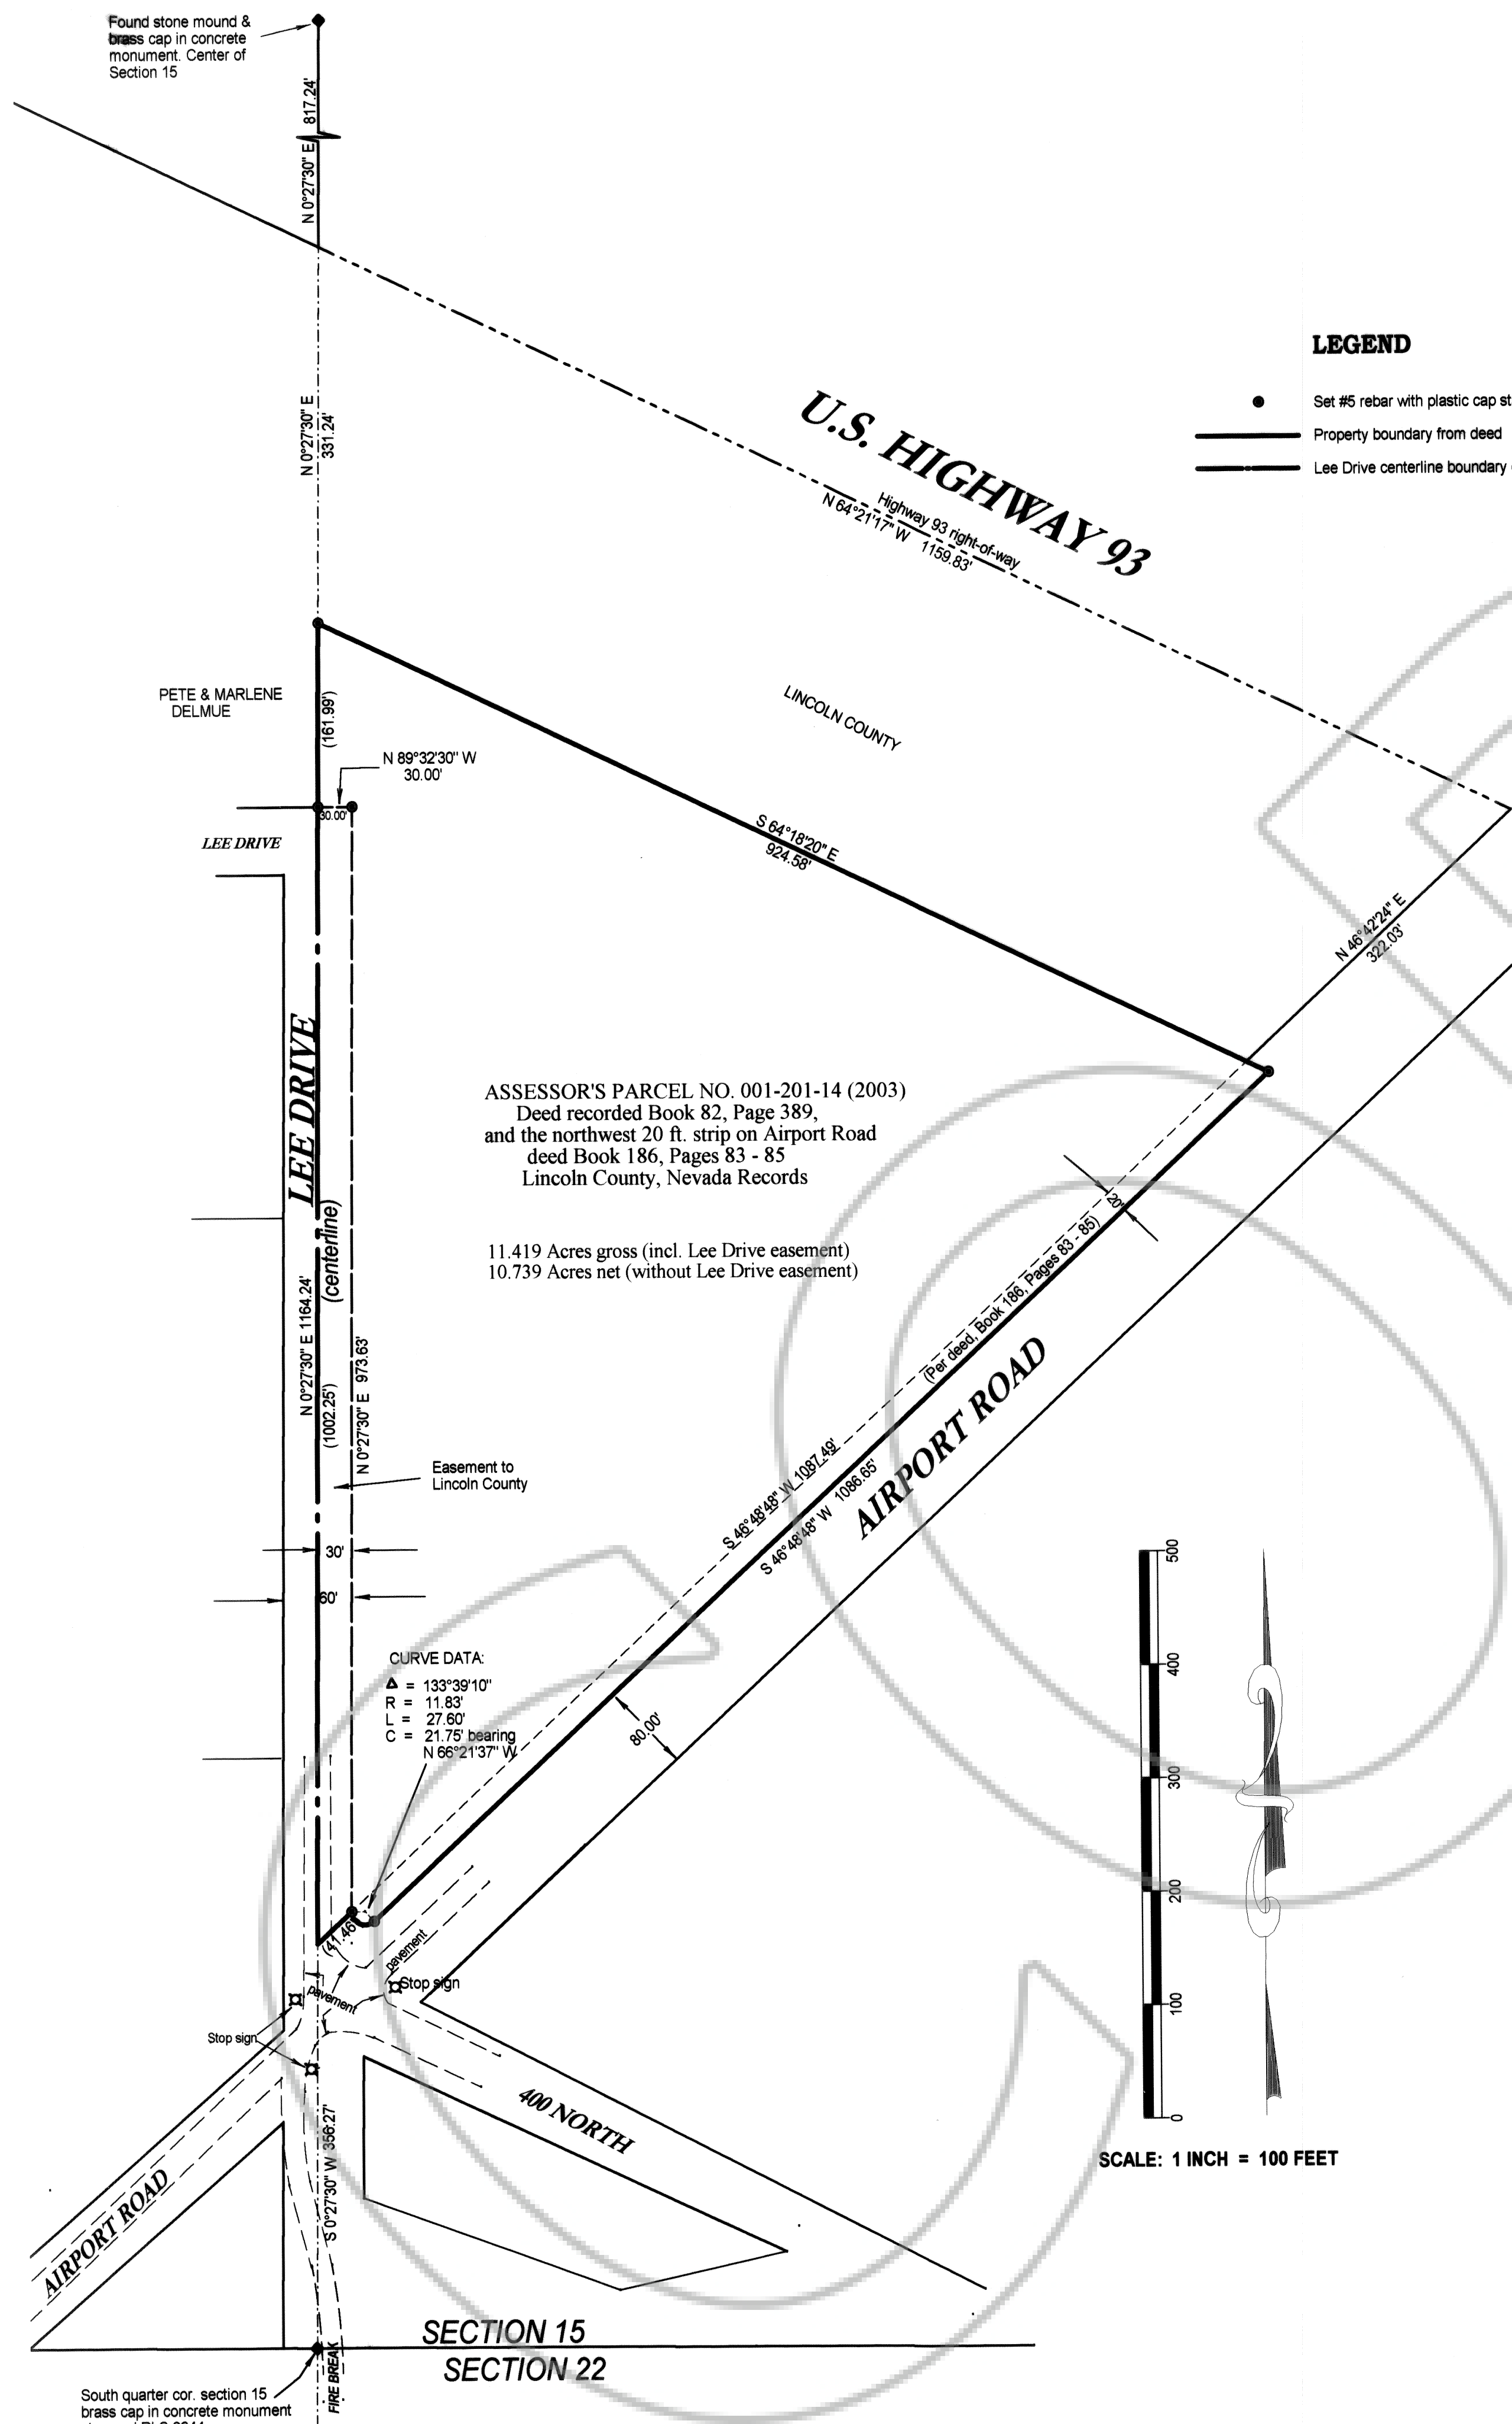 Found stone mound &
brass cap in concrete
monument. Center of
Section 15
N 0°27'30" E 817.24'
N 0°27'30" E
331.24'
U.S. HIGHWAY 93
Highway 93 right-of-way
N 64°21'17" W 1159.83'
LEGEND
Set #5 rebar with plastic cap st
Property boundary from deed
Lee Drive centerline boundary
PETE & MARLENE
DELMUE
(161.99')
LINCOLN COUNTY
N 89°32'30" W
30.00'
30.00'
LEE DRIVE
S 64°18'20" E
924.58'
N 46°42'24" E
322.03'
LEE DRIVE
(centerline)
ASSESSOR'S PARCEL NO. 001-201-14 (2003)
Deed recorded Book 82, Page 389,
and the northwest 20 ft. strip on Airport Road
deed Book 186, Pages 83 - 85
Lincoln County, Nevada Records
20'
(Per deed, Book 186, Pages 83 - 85)
11.419 Acres gross (incl. Lee Drive easement)
10.739 Acres net (without Lee Drive easement)
N 0°27'30" E 1164.24'
(1002.25')
N 0°27'30" E 973.63'
AIRPORT ROAD
S 46°48'48" W 1087.49'
S 46°48'48" W 1086.65'
Easement to
Lincoln County
30'
60'
CURVE DATA:
Δ = 133°39'10"
R = 11.83'
L = 27.60'
C = 21.75' bearing
N 66°21'37" W
80.00'
500
400
300
200
100
0
SCALE: 1 INCH = 100 FEET
(41.46')
pavement
Stop sign
pavement
Stop sign
400 NORTH
S 0°27'30" W 356.27'
AIRPORT ROAD
SECTION 15
SECTION 22
FIRE BREAK
South quarter cor. section 15
brass cap in concrete monument